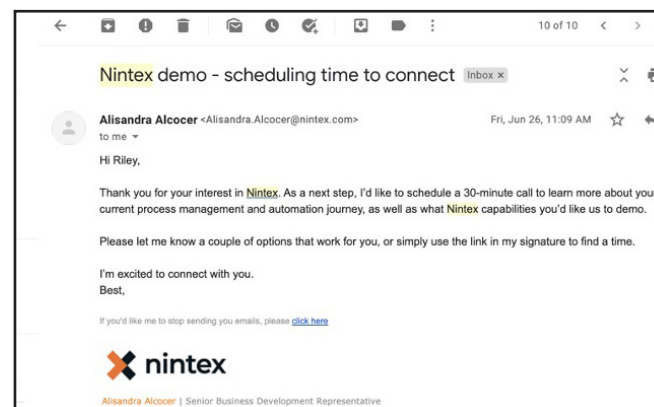 10 of 10
Nintex demo - scheduling time to connect Inbox x
Alisandra Alcocer <Alisandra.Alcocer@nintex.com> Fri, Jun 26, 11:09 AM
to me
Hi Riley,
Thank you for your interest in Nintex. As a next step, I'd like to schedule a 30-minute call to learn more about you
current process management and automation journey, as well as what Nintex capabilities you'd like us to demo.
Please let me know a couple of options that work for you, or simply use the link in my signature to find a time.
I'm excited to connect with you.
Best,
If you'd like me to stop sending you emails, please click here
nintex
Alisandra Alcocer | Senior Business Development Representative